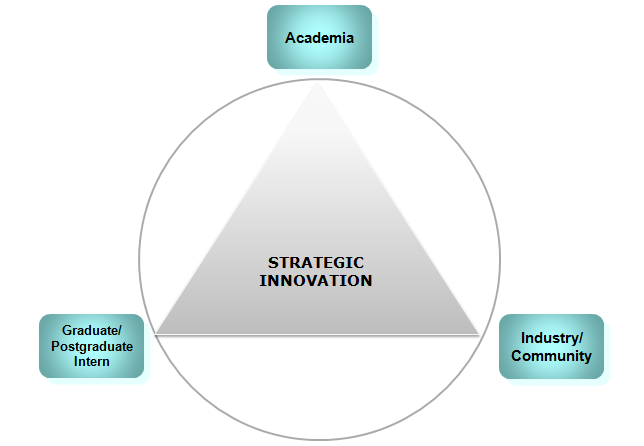 Academia
STRATEGIC
INNOVATION
Graduate/
Postgraduate
Intern
Industry/
Community